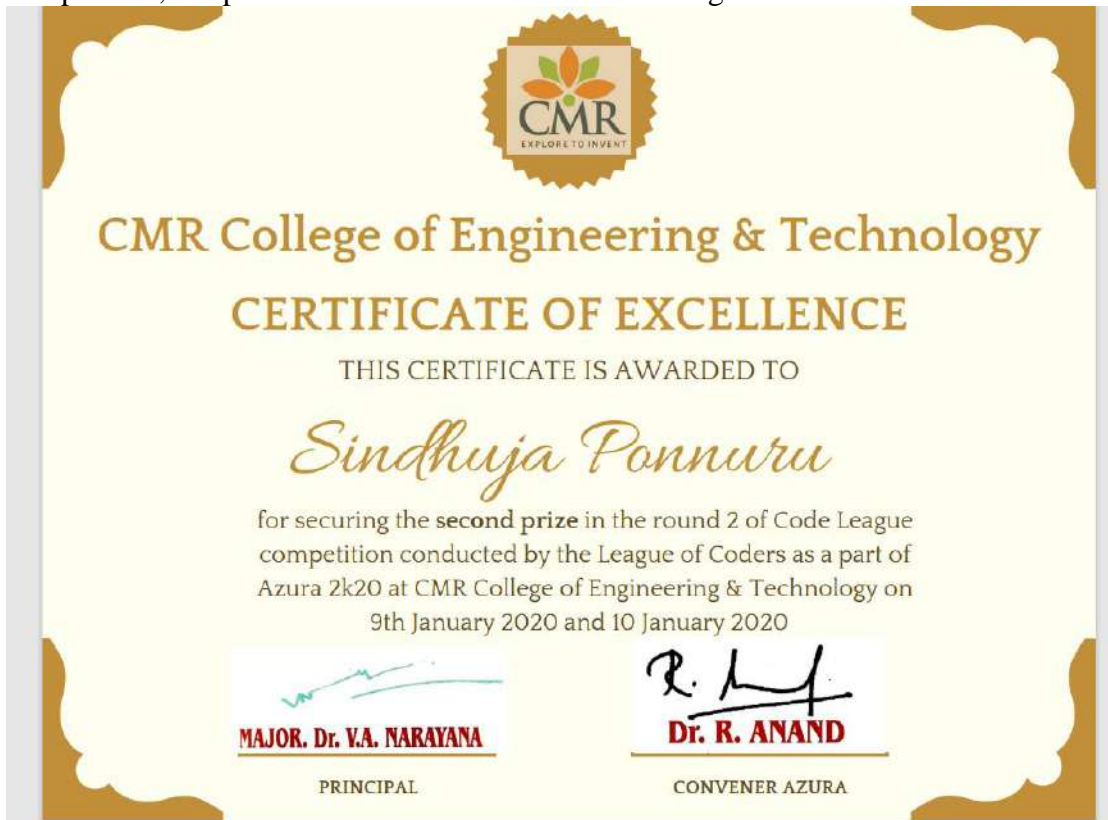 CMR
EXPLORE TO INVENT
CMR College of Engineering & Technology
CERTIFICATE OF EXCELLENCE
THIS CERTIFICATE IS AWARDED TO
Sindhuja Ponnuru
for securing the second prize in the round 2 of Code League
competition conducted by the League of Coders as a part of
Azura 2k20 at CMR College of Engineering & Technology on
9th January 2020 and 10 January 2020
MAJOR. Dr. V.A. NARAYANA
PRINCIPAL
Dr. R. ANAND
CONVENER AZURA